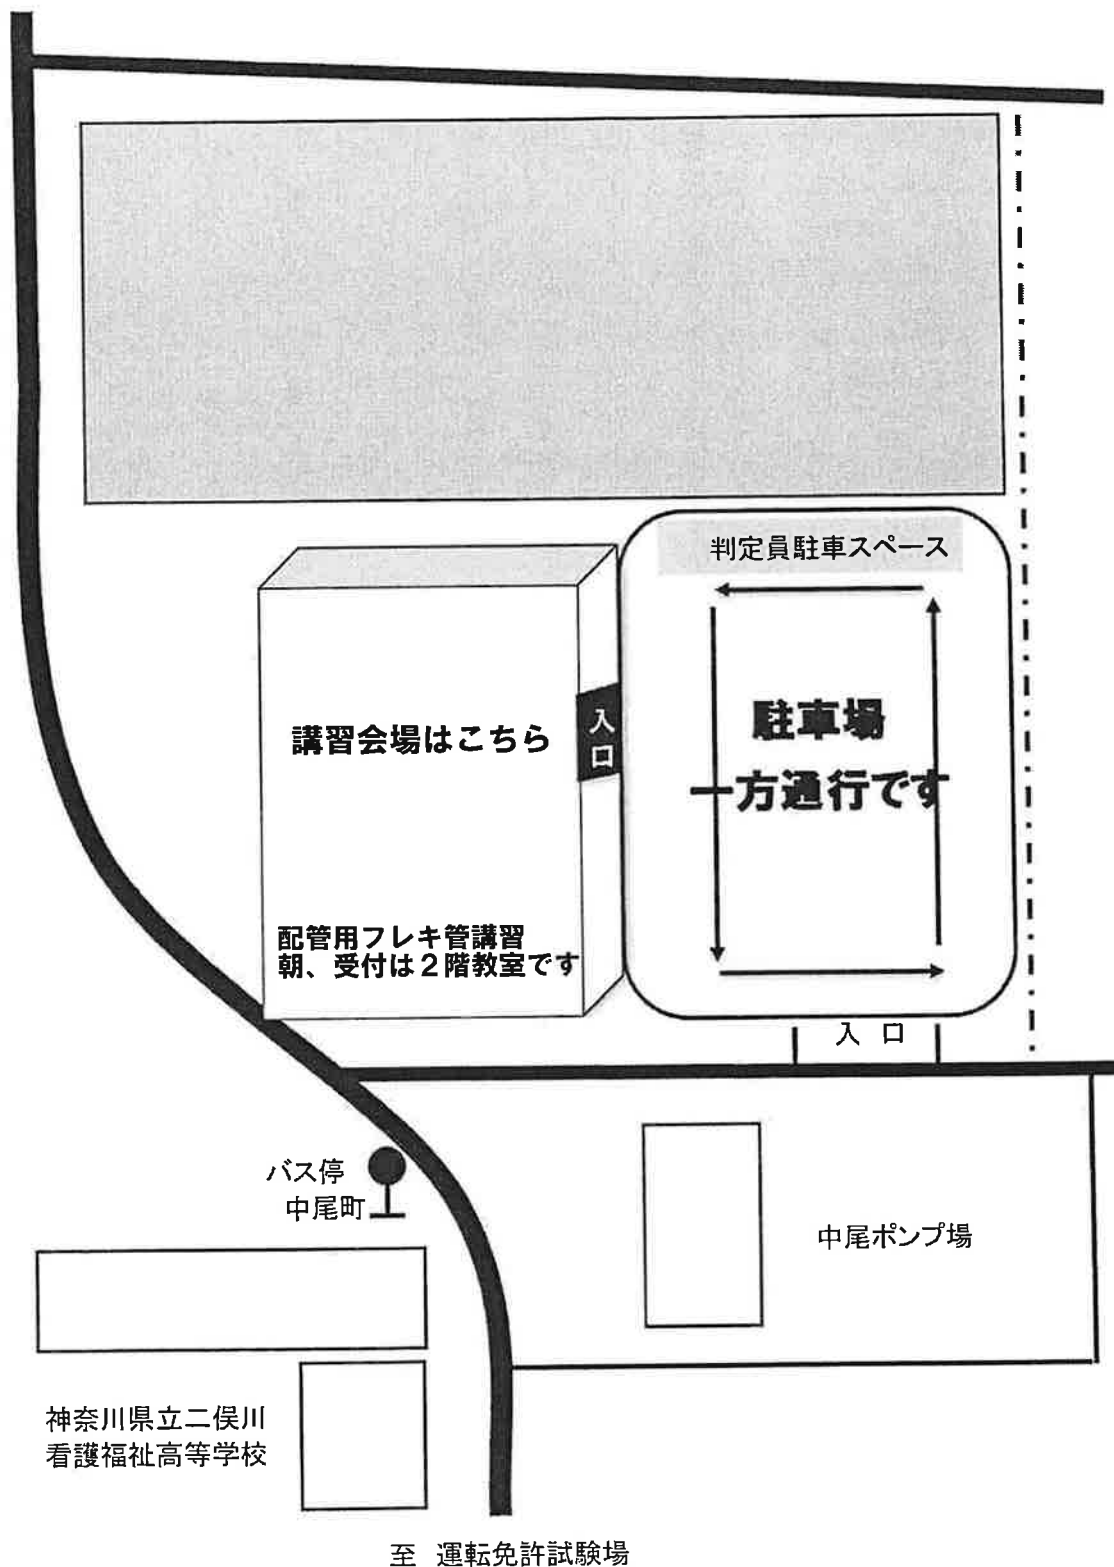 判定員駐車スペース
講習会場はこちら
入口
駐車場
一方通行です
配管用フレキ管講習
朝、受付は２階教室です
入 口
バス停
中尾町
中尾ポンプ場
神奈川県立二俣川
看護福祉高等学校
至 運転免許試験場